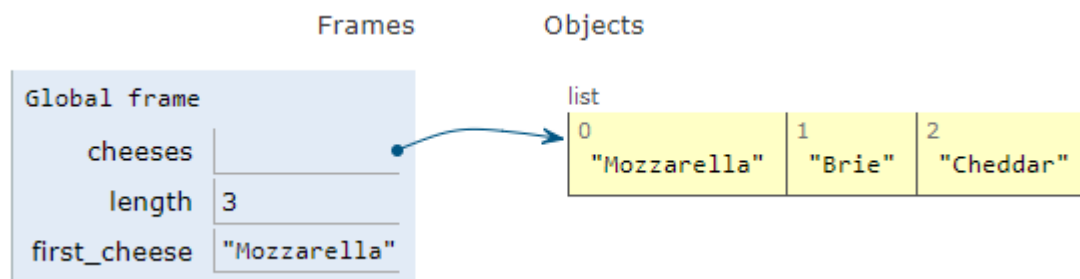 Frames Objects
Global frame
cheeses
length 3
first_cheese "Mozzarella"
list
0 1 2
"Mozzarella" "Brie" "Cheddar"